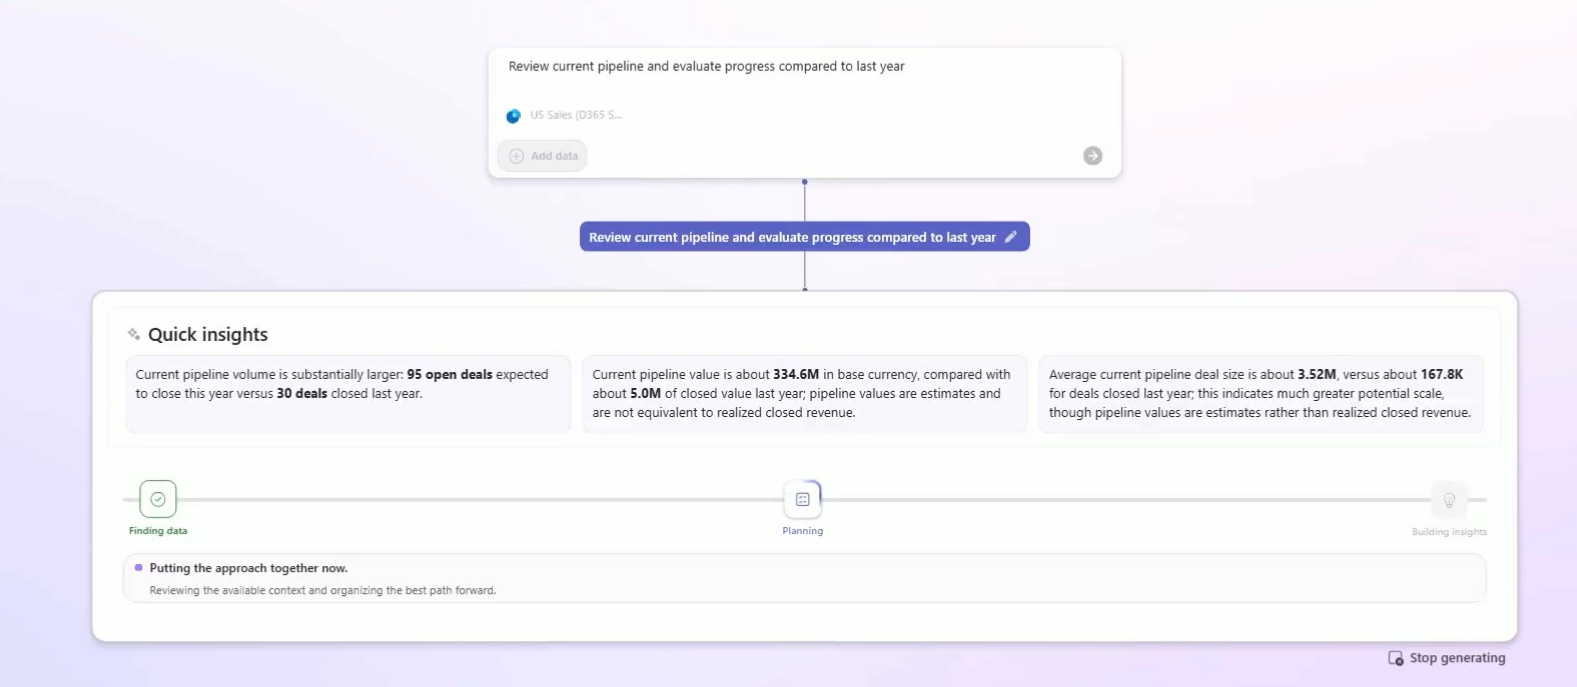 Review current pipeline and evaluate progress compared to last year
US Sales (D365 S...
Add data
Review current pipeline and evaluate progress compared to last year
Quick insights
Current pipeline volume is substantially larger: 95 open deals expected
to close this year versus 30 deals closed last year.
Current pipeline value is about 334.6M in base currency, compared with
about 5.0M of closed value last year; pipeline values are estimates and
are not equivalent to realized closed revenue.
Average current pipeline deal size is about 3.52M, versus about 167.8K
for deals closed last year; this indicates much greater potential scale,
though pipeline values are estimates rather than realized closed revenue.
Finding data
Planning
Building insights
Putting the approach together now.
Reviewing the available context and organizing the best path forward.
Stop generating